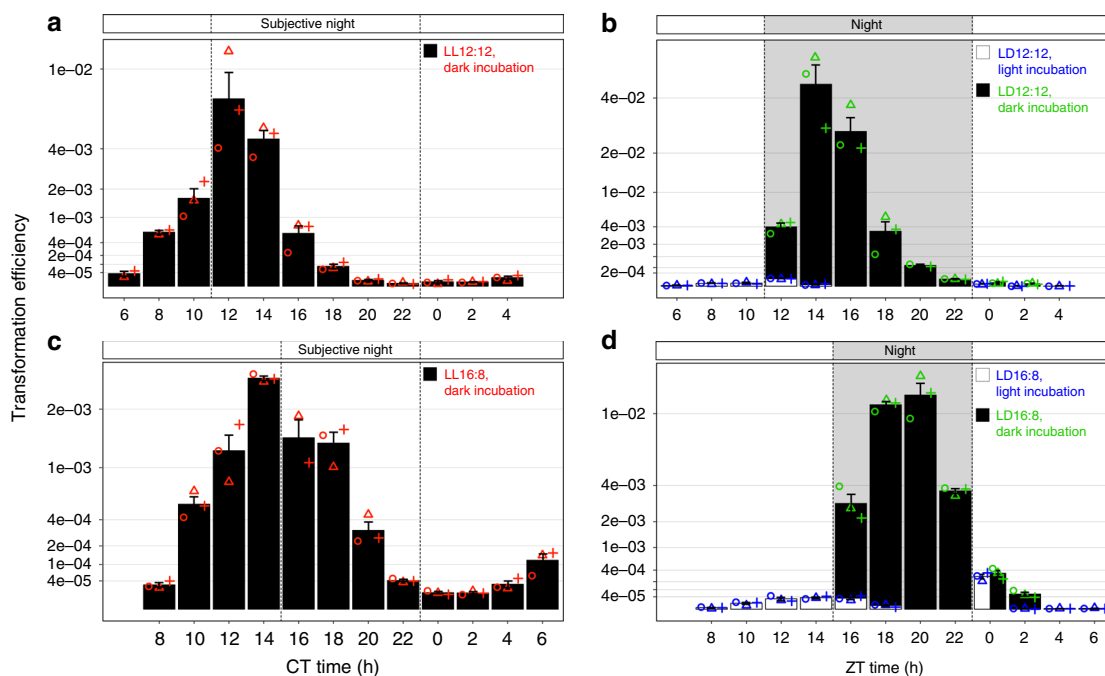 a
Subjective night
LL12:12,
dark incubation
1e−02
4e−03
2e−03
1e−03
4e−04
2e−04
4e−05
6 8 10 12 14 16 18 20 22 0 2 4
b
Night
LD12:12,
light incubation
LD12:12,
dark incubation
4e−02
2e−02
1e−02
4e−03
2e−03
2e−04
6 8 10 12 14 16 18 20 22 0 2 4
Transformation efficiency
c
Subjective night
LL16:8,
dark incubation
2e−03
1e−03
4e−04
2e−04
1e−04
4e−05
8 10 12 14 16 18 20 22 0 2 4 6
CT time (h)
d
Night
LD16:8,
light incubation
LD16:8,
dark incubation
1e−02
4e−03
2e−03
1e−03
4e−04
4e−05
8 10 12 14 16 18 20 22 0 2 4 6
ZT time (h)